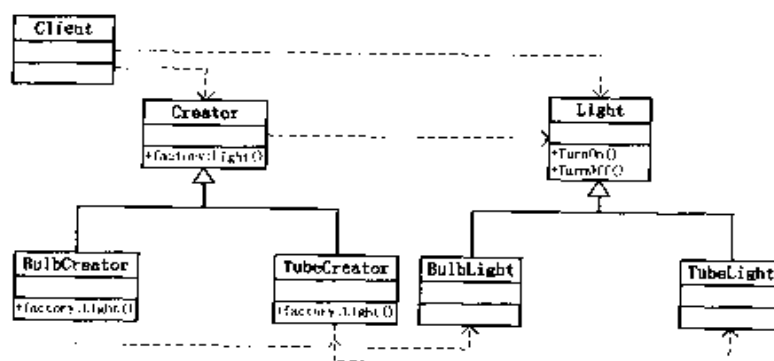 Client
Creator
Light
+factory:Light()
+TurnOn()
+TurnOff()
BulbCreator
TubeCreator
BulbLight
TubeLight
+factory:Light()
+factory:Light()